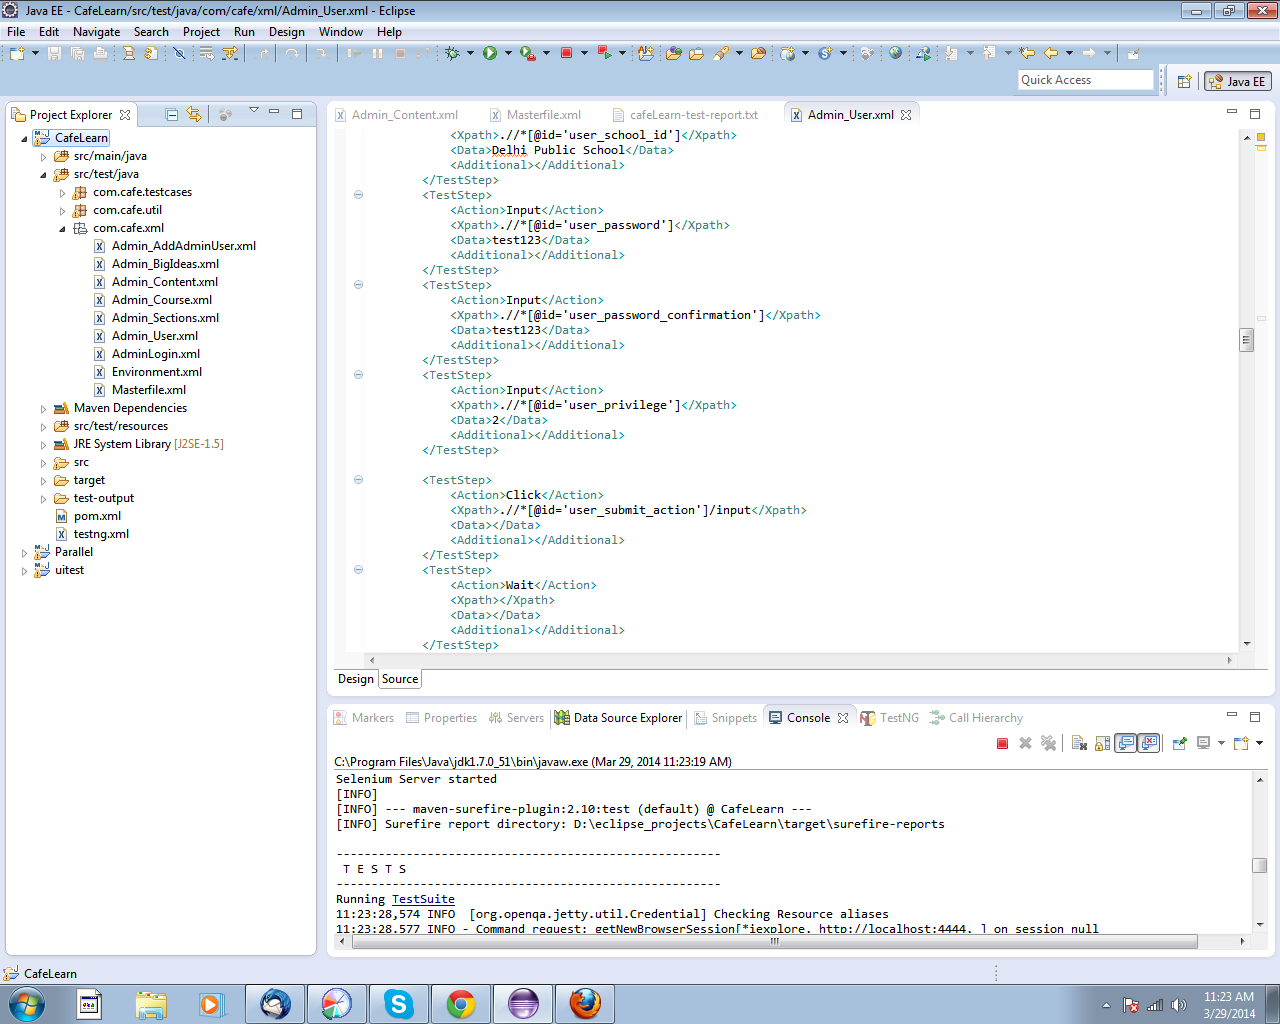 Java EE - CafeLearn/src/test/java/com/cafe/xml/Admin_User.xml - Eclipse
File Edit Navigate Search Project Run Design Window Help
Quick Access
Java EE
Project Explorer
CafeLearn
src/main/java
src/test/java
com.cafe.testcases
com.cafe.util
com.cafe.xml
Admin_AddAdminUser.xml
Admin_BigIdeas.xml
Admin_Content.xml
Admin_Course.xml
Admin_Sections.xml
Admin_User.xml
AdminLogin.xml
Environment.xml
Masterfile.xml
Maven Dependencies
src/test/resources
JRE System Library [J2SE-1.5]
src
target
test-output
pom.xml
testng.xml
Parallel
uitest
Admin_Content.xml Masterfile.xml cafeLearn-test-report.txt Admin_User.xml
<Xpath>.//*[@id='user_school_id']</Xpath>
<Data>Delhi Public School</Data>
<Additional></Additional>
</TestStep>
<TestStep>
<Action>Input</Action>
<Xpath>.//*[@id='user_password']</Xpath>
<Data>test123</Data>
<Additional></Additional>
</TestStep>
<TestStep>
<Action>Input</Action>
<Xpath>.//*[@id='user_password_confirmation']</Xpath>
<Data>test123</Data>
<Additional></Additional>
</TestStep>
<TestStep>
<Action>Input</Action>
<Xpath>.//*[@id='user_privilege']</Xpath>
<Data>2</Data>
<Additional></Additional>
</TestStep>
<TestStep>
<Action>Click</Action>
<Xpath>.//*[@id='user_submit_action']/input</Xpath>
<Data></Data>
<Additional></Additional>
</TestStep>
<TestStep>
<Action>Wait</Action>
<Xpath></Xpath>
<Data></Data>
<Additional></Additional>
</TestStep>
Design Source
Markers Properties Servers Data Source Explorer Snippets Console TestNG Call Hierarchy
C:\Program Files\Java\jdk1.7.0_51\bin\javaw.exe (Mar 29, 2014 11:23:19 AM)
Selenium Server started
[INFO]
[INFO] --- maven-surefire-plugin:2.10:test (default) @ CafeLearn ---
[INFO] Surefire report directory: D:\eclipse_projects\CafeLearn\target\surefire-reports
-------------------------------------------------------
T E S T S
-------------------------------------------------------
Running TestSuite
11:23:28,574 INFO  [org.openqa.jetty.util.Credential] Checking Resource aliases
11:23:28,577 INFO - Command request: getNewBrowserSession[*iexplore, http://localhost:4444, ] on session null
CafeLearn
11:23 AM
3/29/2014